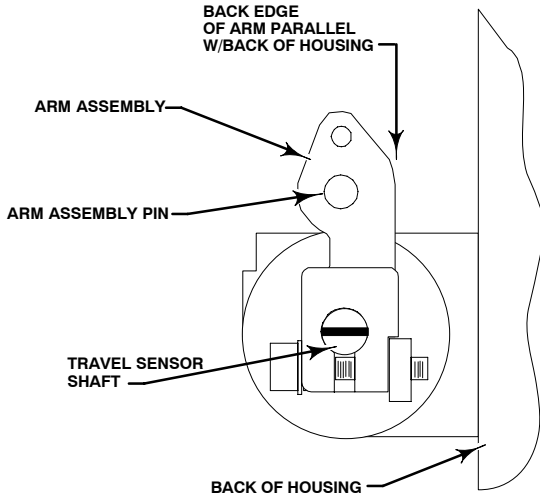 BACK EDGE
OF ARM PARALLEL
W/BACK OF HOUSING
ARM ASSEMBLY
ARM ASSEMBLY PIN
TRAVEL SENSOR
SHAFT
BACK OF HOUSING